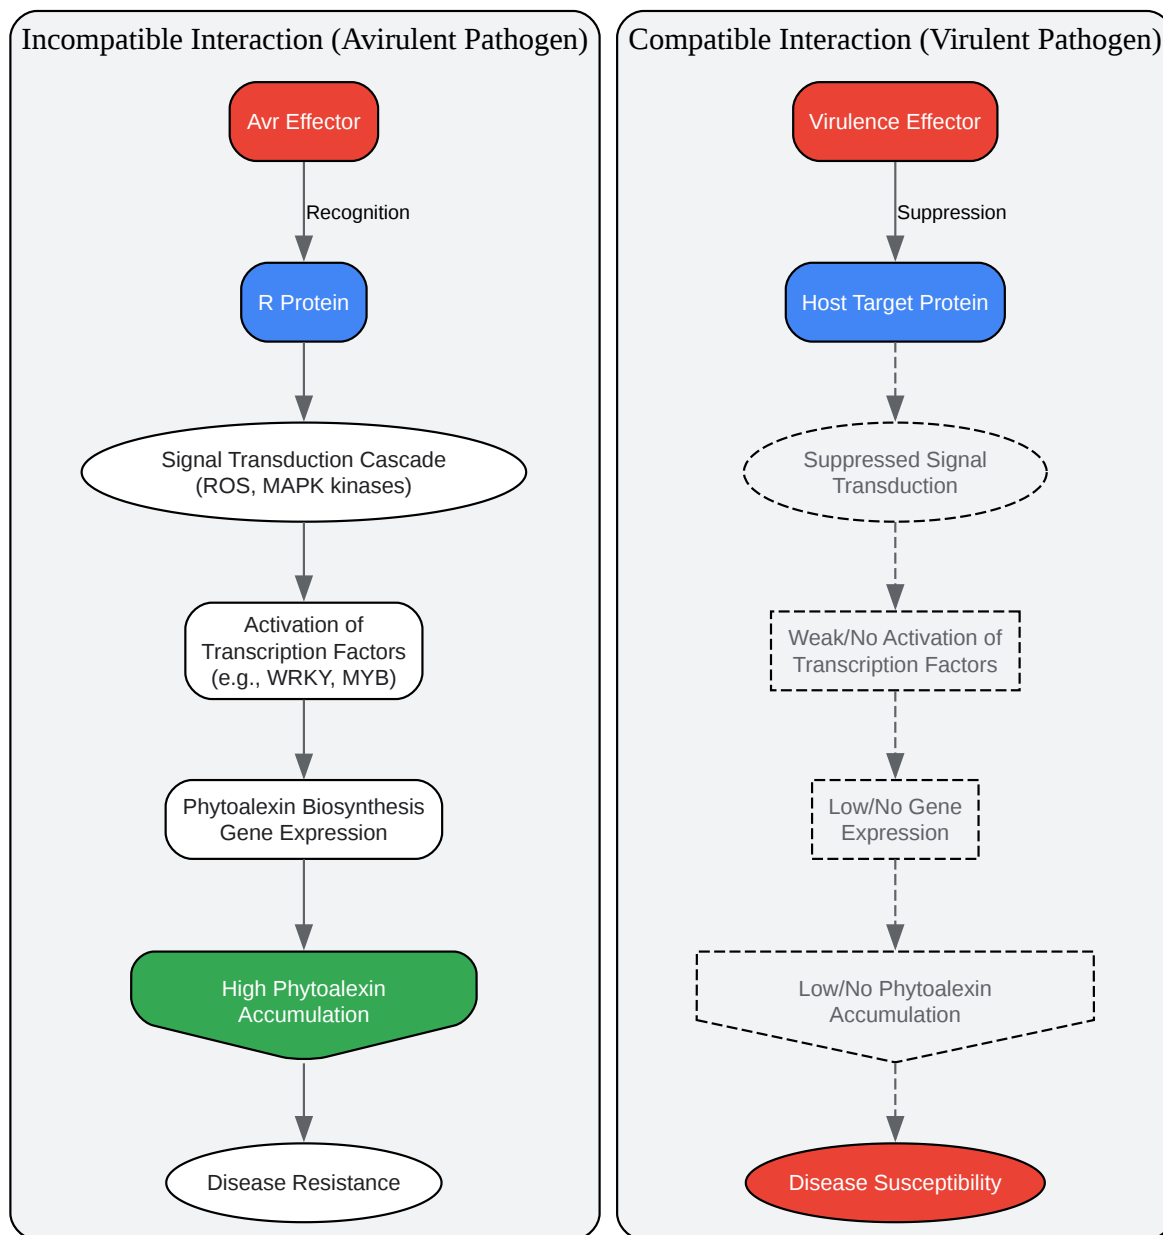 Incompatible Interaction (Avirulent Pathogen)
Avr Effector
Recognition
R Protein
Signal Transduction Cascade
(ROS, MAPK kinases)
Activation of
Transcription Factors
(e.g., WRKY, MYB)
Phytoalexin Biosynthesis
Gene Expression
High Phytoalexin
Accumulation
Disease Resistance
Compatible Interaction (Virulent Pathogen)
Virulence Effector
Suppression
Host Target Protein
Suppressed Signal
Transduction
Weak/No Activation of
Transcription Factors
Low/No Gene
Expression
Low/No Phytoalexin
Accumulation
Disease Susceptibility